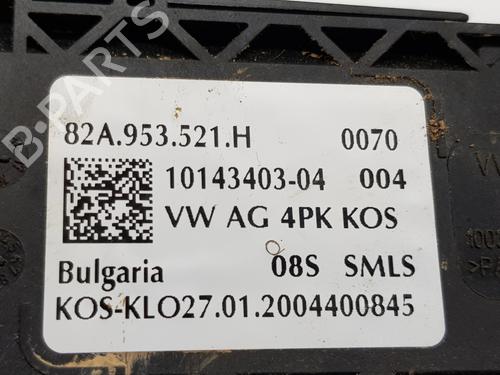 82A.953.521.H 0070
10143403-04 004
VW AG 4PK KOS
Bulgaria 08S SMLS
KOS-KLO27.01.2004400845
B-PARTS